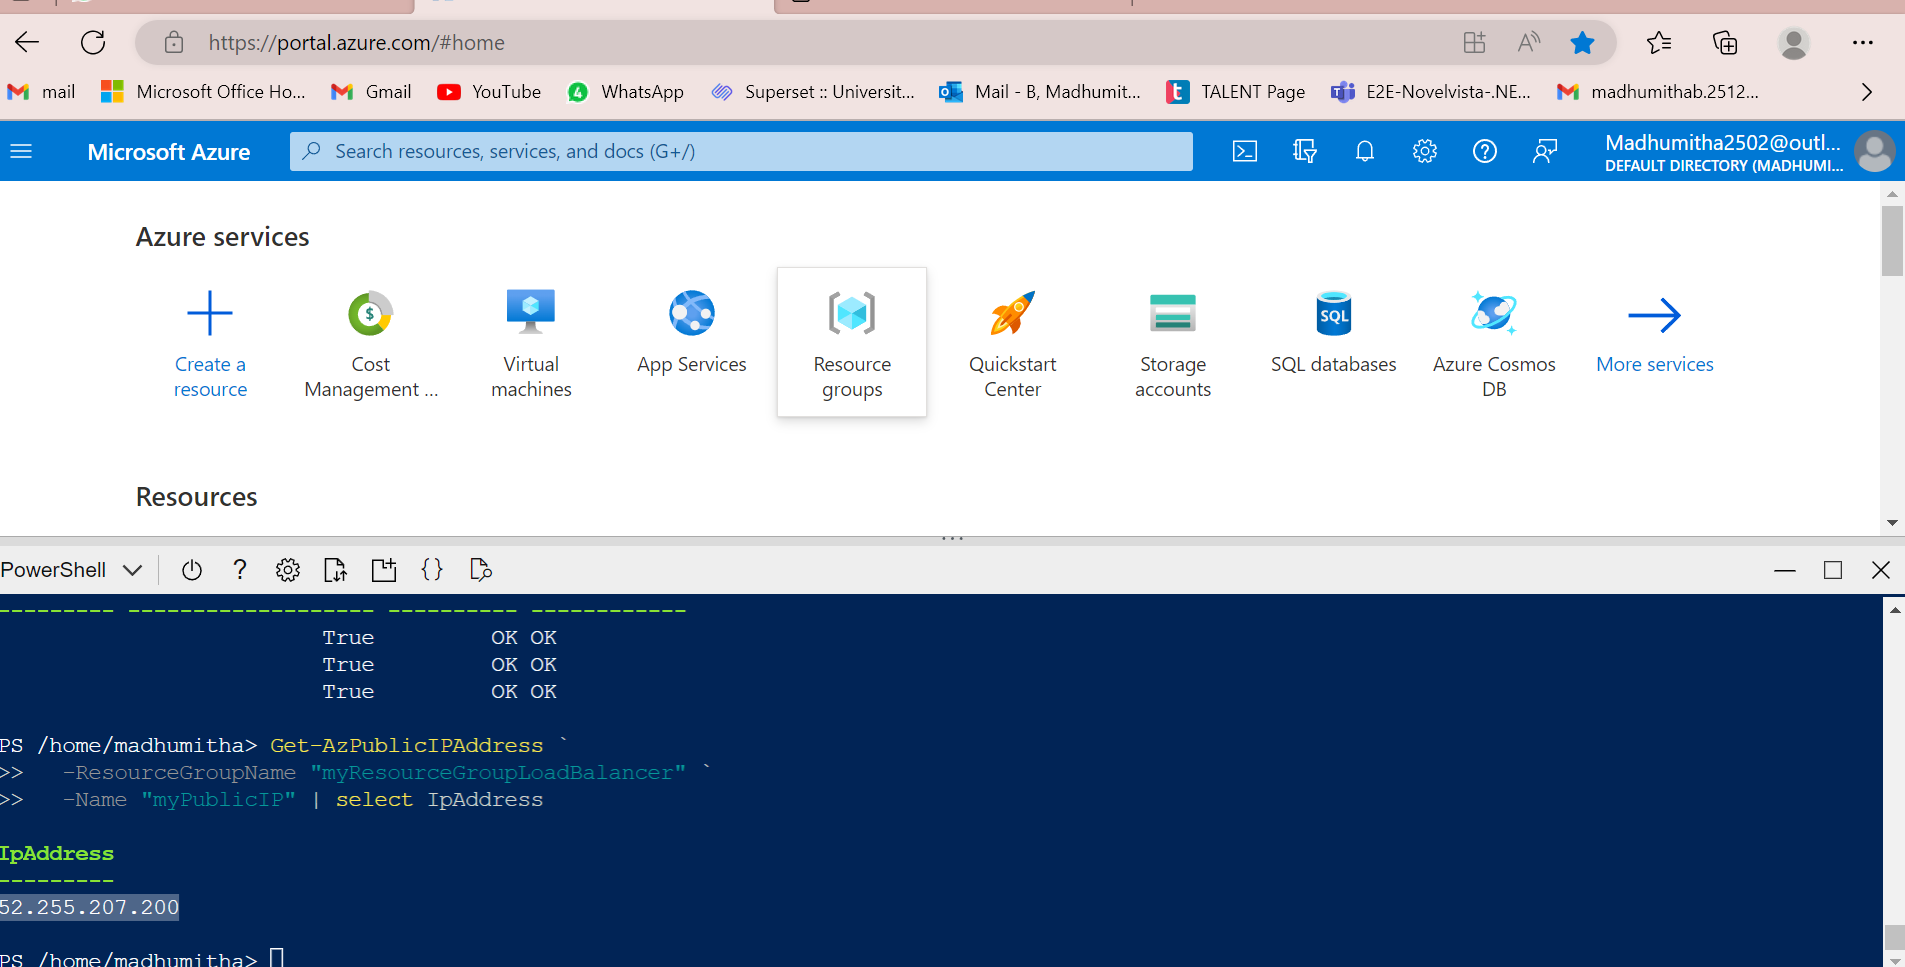 https://portal.azure.com/#home
mail
Microsoft Office Ho...
Gmail
YouTube
4
WhatsApp
Superset :: Universit...
Mail - B, Madhumit...
TALENT Page
E2E-Novelvista-.NE...
madhumithab.2512...
Microsoft Azure
Search resources, services, and docs (G+/)
Madhumitha2502@outl...
DEFAULT DIRECTORY (MADHUMI...
Azure services
Create a
resource
Cost
Management ...
Virtual
machines
App Services
Resource
groups
Quickstart
Center
Storage
accounts
SQL
SQL databases
Azure Cosmos
DB
More services
Resources
PowerShell
--------- ------------------- ---------- ------------
True OK OK
True OK OK
True OK OK
PS /home/madhumitha> Get-AzPublicIPAddress `
>> -ResourceGroupName "myResourceGroupLoadBalancer" `
>> -Name "myPublicIP" | select IpAddress
IpAddress
---------
52.255.207.200
PS /home/madhumitha>